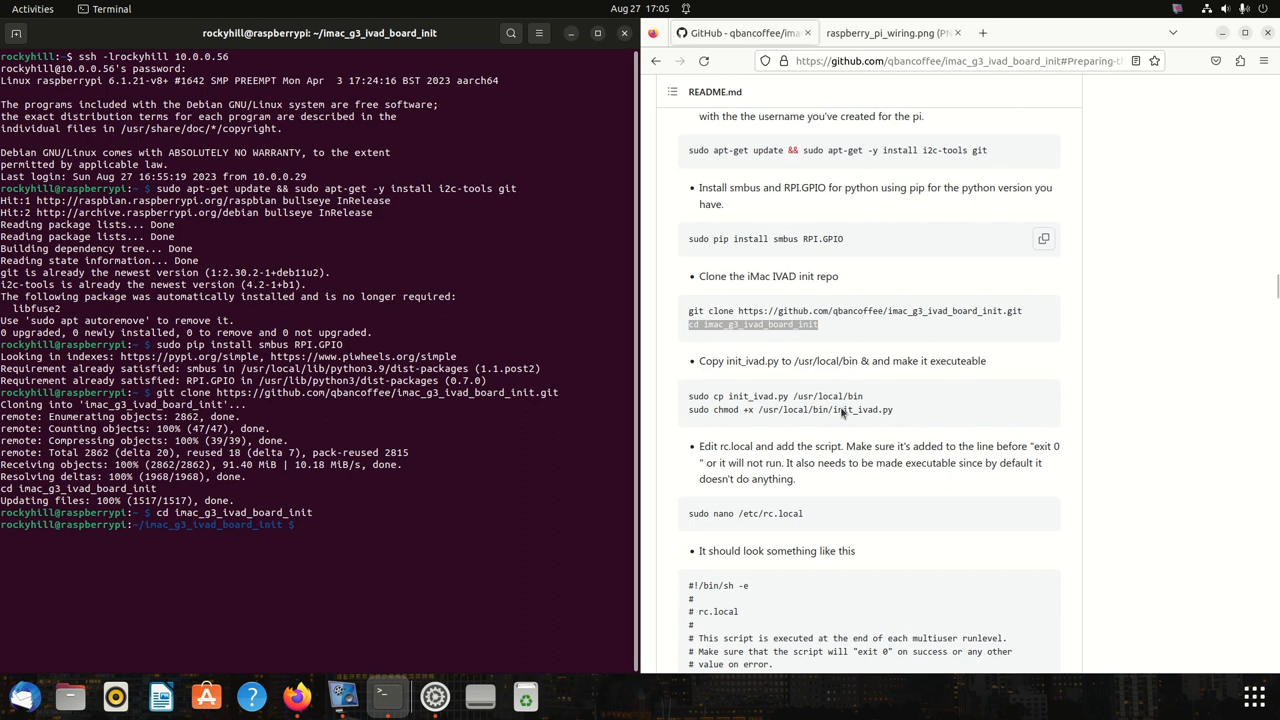 Activities
Terminal
Aug 27 17:05
rockyhill@raspberrypi: ~/imac_g3_ivad_board_init
rockyhill:~$ ssh -lrockyhill 10.0.0.56
rockyhill@10.0.0.56's password:
Linux raspberrypi 6.1.21-v8+ #1642 SMP PREEMPT Mon Apr  3 17:24:16 BST 2023 aarch64
The programs included with the Debian GNU/Linux system are free software;
the exact distribution terms for each program are described in the
individual files in /usr/share/doc/*/copyright.
Debian GNU/Linux comes with ABSOLUTELY NO WARRANTY, to the extent
permitted by applicable law.
Last login: Sun Aug 27 16:55:19 2023 from 10.0.0.29
rockyhill@raspberrypi:~ $ sudo apt-get update && sudo apt-get -y install i2c-tools git
Hit:1 http://raspbian.raspberrypi.org/raspbian bullseye InRelease
Hit:2 http://archive.raspberrypi.org/debian bullseye InRelease
Reading package lists... Done
Reading package lists... Done
Building dependency tree... Done
Reading state information... Done
git is already the newest version (1:2.30.2-1+deb11u2).
i2c-tools is already the newest version (4.2-1+b1).
The following package was automatically installed and is no longer required:
  libfuse2
Use 'sudo apt autoremove' to remove it.
0 upgraded, 0 newly installed, 0 to remove and 0 not upgraded.
rockyhill@raspberrypi:~ $ sudo pip install smbus RPI.GPIO
Looking in indexes: https://pypi.org/simple, https://www.piwheels.org/simple
Requirement already satisfied: smbus in /usr/local/lib/python3.9/dist-packages (1.1.post2)
Requirement already satisfied: RPI.GPIO in /usr/lib/python3/dist-packages (0.7.0)
rockyhill@raspberrypi:~ $ git clone https://github.com/qbancoffee/imac_g3_ivad_board_init.git
Cloning into 'imac_g3_ivad_board_init'...
remote: Enumerating objects: 2862, done.
remote: Counting objects: 100% (47/47), done.
remote: Compressing objects: 100% (39/39), done.
remote: Total 2862 (delta 20), reused 18 (delta 7), pack-reused 2815
Receiving objects: 100% (2862/2862), 91.40 MiB | 10.18 MiB/s, done.
Resolving deltas: 100% (1968/1968), done.
cd imac_g3_ivad_board_init
Updating files: 100% (1517/1517), done.
rockyhill@raspberrypi:~ $ cd imac_g3_ivad_board_init
rockyhill@raspberrypi:~/imac_g3_ivad_board_init $
GitHub - qbancoffee/ima
raspberry_pi_wiring.png (PN
https://github.com/qbancoffee/imac_g3_ivad_board_init#Preparing-t
README.md
with the the username you've created for the pi.
sudo apt-get update && sudo apt-get -y install i2c-tools git
• Install smbus and RPI.GPIO for python using pip for the python version you
have.
sudo pip install smbus RPI.GPIO
• Clone the iMac IVAD init repo
git clone https://github.com/qbancoffee/imac_g3_ivad_board_init.git
cd imac_g3_ivad_board_init
• Copy init_ivad.py to /usr/local/bin & and make it executeable
sudo cp init_ivad.py /usr/local/bin
sudo chmod +x /usr/local/bin/init_ivad.py
• Edit rc.local and add the script. Make sure it's added to the line before "exit 0
" or it will not run. It also needs to be made executable since by default it
doesn't do anything.
sudo nano /etc/rc.local
• It should look something like this
#!/bin/sh -e
#
# rc.local
#
# This script is executed at the end of each multiuser runlevel.
# Make sure that the script will "exit 0" on success or any other
# value on error.